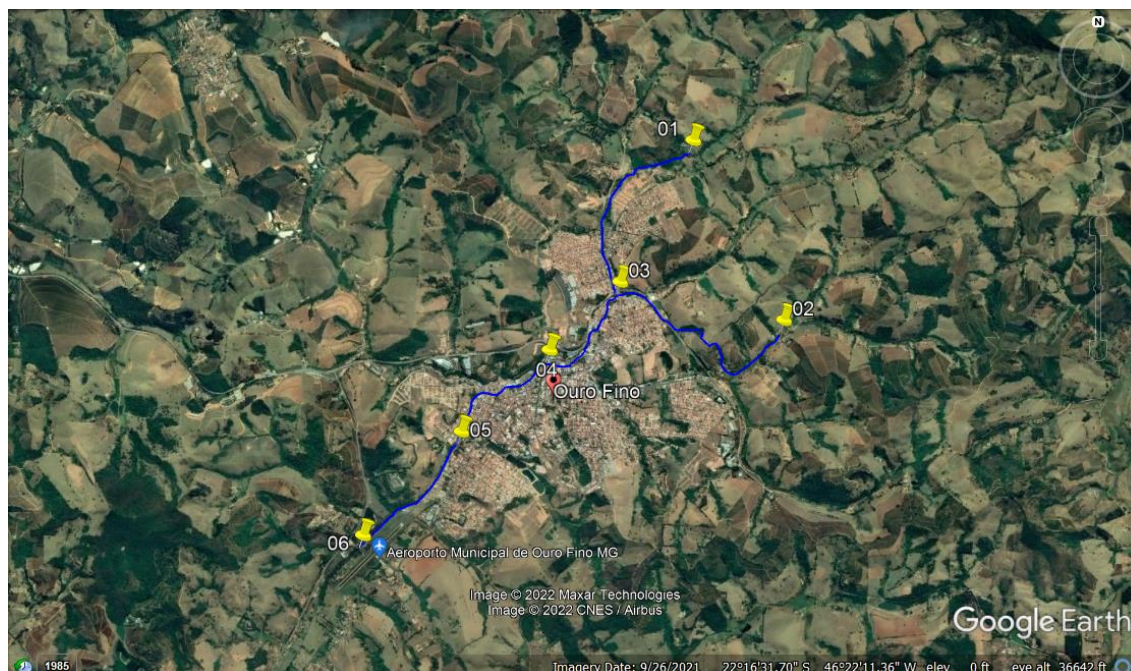 N
01
03
02
04
Ouro Fino
05
06
Aeroporto Municipal de Ouro Fino MG
Image © 2022 Maxar Technologies
Image © 2022 CNES / Airbus
Google Earth
1985
Imagery Date: 9/26/2021 22°16'31.70" S 46°22'11.36" W elev 0 ft eye alt 36642 ft